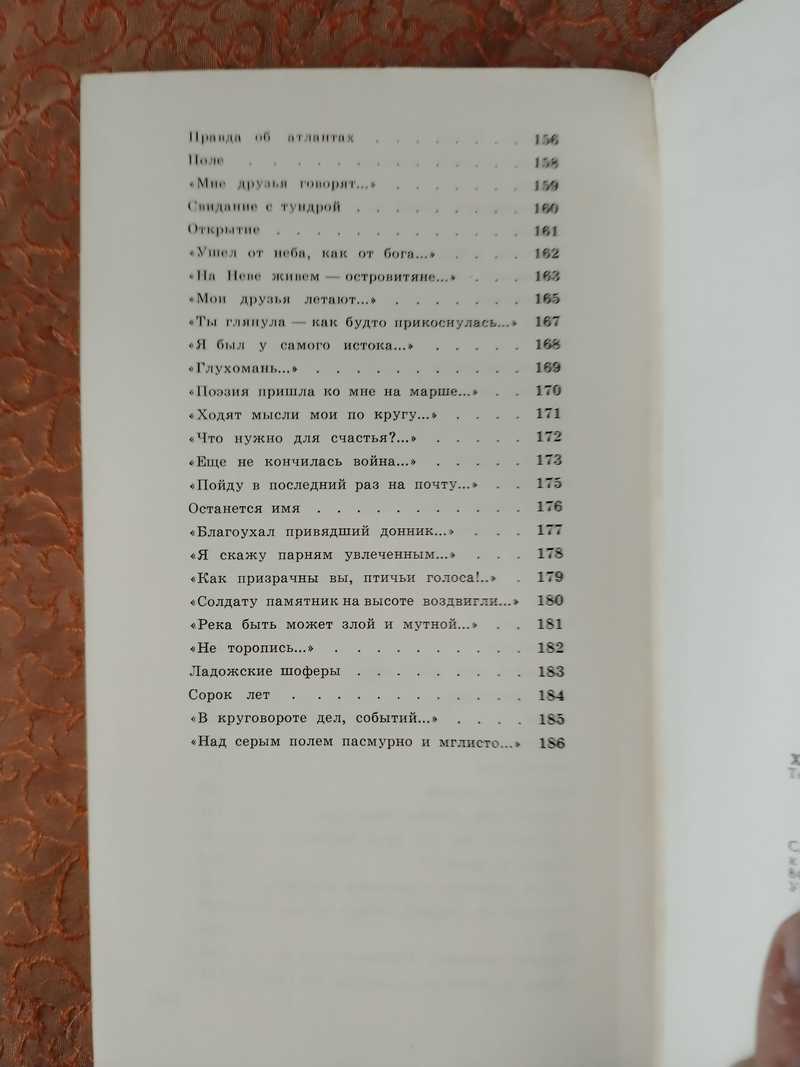 Правда об атлантах . . . . . . . 156
Поле . . . . . . . . . . . . . 158
«Мне друзья говорят...» . . . . . . 159
Свидание с тундрой . . . . . . . . 160
Открытие . . . . . . . . . . . . 161
«Ушел от неба, как от бога...» . . . . 162
«На Неве живем — островитяне...» . . . 163
«Мои друзья летают...» . . . . . . . 165
«Ты глянула — как будто прикоснулась...» 167
«Я был у самого истока...» . . . . . 168
«Глухомань...» . . . . . . . . . . 169
«Поэзия пришла ко мне на марше...» . . 170
«Ходят мысли мои по кругу...» . . . . 171
«Что нужно для счастья?...» . . . . . 172
«Еще не кончилась война...» . . . . . 173
«Пойду в последний раз на почту...» . . 175
Останется имя . . . . . . . . . . 176
«Благоухал привядший донник...» . . . 177
«Я скажу парням увлеченным...» . . . 178
«Как призрачны вы, птичьи голоса!..» . 179
«Солдату памятник на высоте воздвигли...» 180
«Река быть может злой и мутной...» . . 181
«Не торопись...» . . . . . . . . . 182
Ладожские шоферы . . . . . . . . 183
Сорок лет . . . . . . . . . . . 184
«В круговороте дел, событий...» . . . . 185
«Над серым полем пасмурно и мглисто...» 186